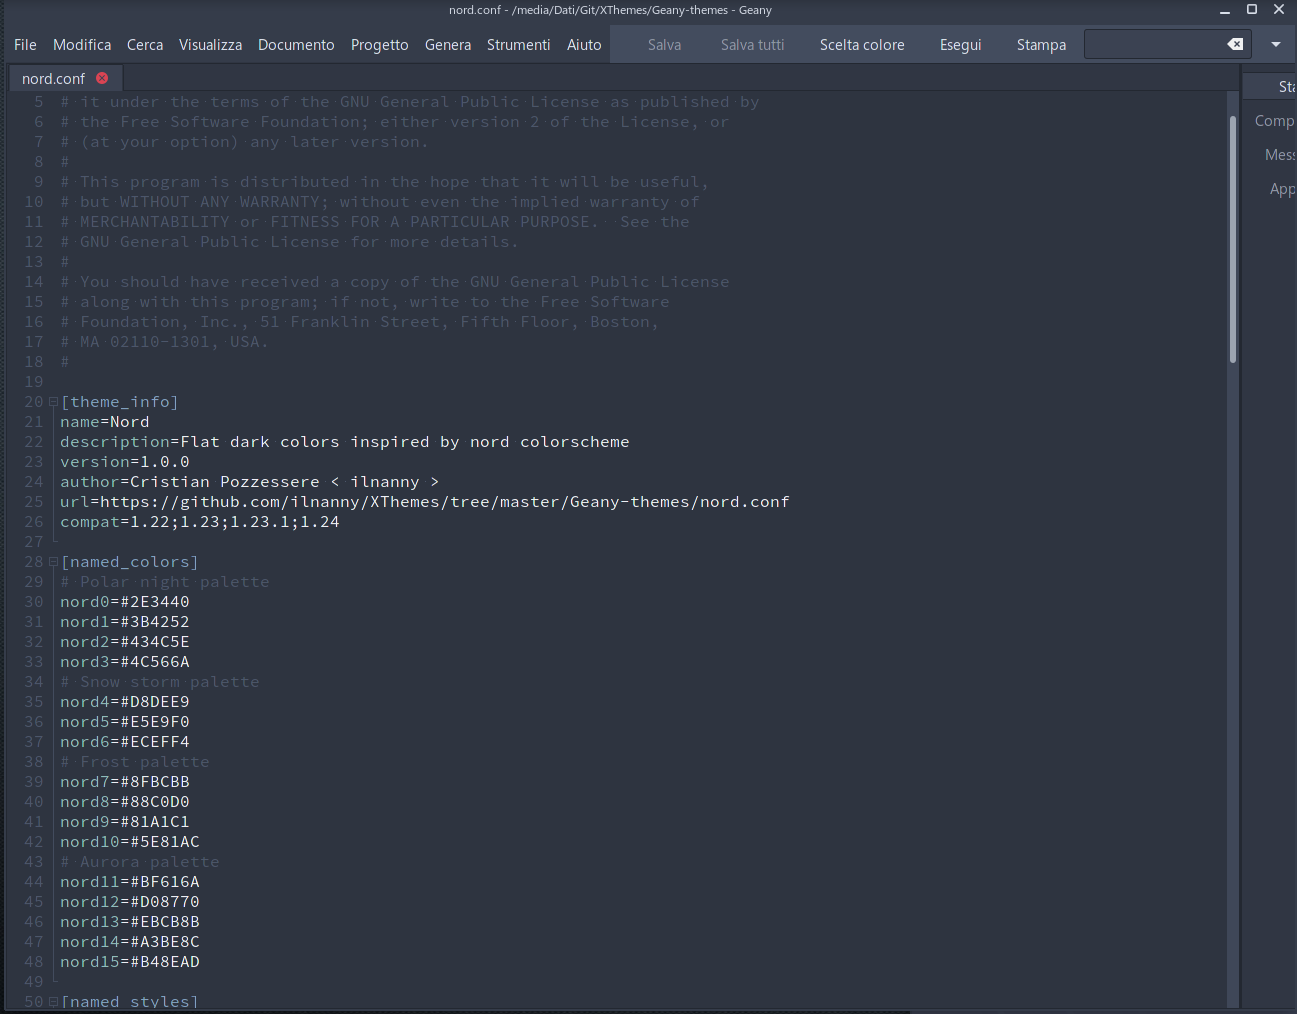 nord.conf - /media/Dati/Git/XThemes/Geany-themes - Geany
File Modifica Cerca Visualizza Documento Progetto Genera Strumenti Aiuto Salva Salva tutti Scelta colore Esegui Stampa
nord.conf
5 # it under the terms of the GNU General Public License as published by
6 # the Free Software Foundation; either version 2 of the License, or
7 # (at your option) any later version.
8 #
9 # This program is distributed in the hope that it will be useful,
10 # but WITHOUT ANY WARRANTY; without even the implied warranty of
11 # MERCHANTABILITY or FITNESS FOR A PARTICULAR PURPOSE.  See the
12 # GNU General Public License for more details.
13 #
14 # You should have received a copy of the GNU General Public License
15 # along with this program; if not, write to the Free Software
16 # Foundation, Inc., 51 Franklin Street, Fifth Floor, Boston,
17 # MA 02110-1301, USA.
18 #
19
20 [theme_info]
21 name=Nord
22 description=Flat dark colors inspired by nord colorscheme
23 version=1.0.0
24 author=Cristian Pozzessere < ilnanny >
25 url=https://github.com/ilnanny/XThemes/tree/master/Geany-themes/nord.conf
26 compat=1.22;1.23;1.23.1;1.24
27
28 [named_colors]
29 # Polar night palette
30 nord0=#2E3440
31 nord1=#3B4252
32 nord2=#434C5E
33 nord3=#4C566A
34 # Snow storm palette
35 nord4=#D8DEE9
36 nord5=#E5E9F0
37 nord6=#ECEFF4
38 # Frost palette
39 nord7=#8FBCBB
40 nord8=#88C0D0
41 nord9=#81A1C1
42 nord10=#5E81AC
43 # Aurora palette
44 nord11=#BF616A
45 nord12=#D08770
46 nord13=#EBCB8B
47 nord14=#A3BE8C
48 nord15=#B48EAD
49
50 [named_styles]
Sta
Comp
Mess
App